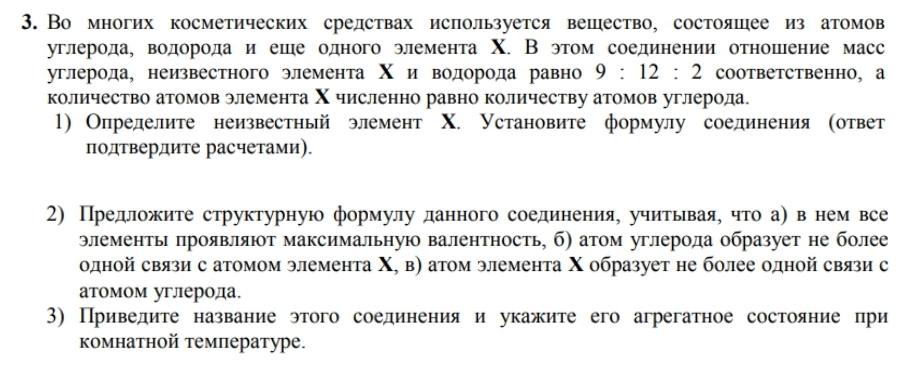 3. Во многих косметических средствах используется вещество, состоящее из атомов
углерода, водорода и еще одного элемента X. В этом соединении отношение масс
углерода, неизвестного элемента X и водорода равно 9 : 12 : 2 соответственно, а
количество атомов элемента X численно равно количеству атомов углерода.
1) Определите неизвестный элемент X. Установите формулу соединения (ответ
подтвердите расчетами).
2) Предложите структурную формулу данного соединения, учитывая, что а) в нем все
элементы проявляют максимальную валентность, б) атом углерода образует не более
одной связи с атомом элемента X, в) атом элемента X образует не более одной связи с
атомом углерода.
3) Приведите название этого соединения и укажите его агрегатное состояние при
комнатной температуре.